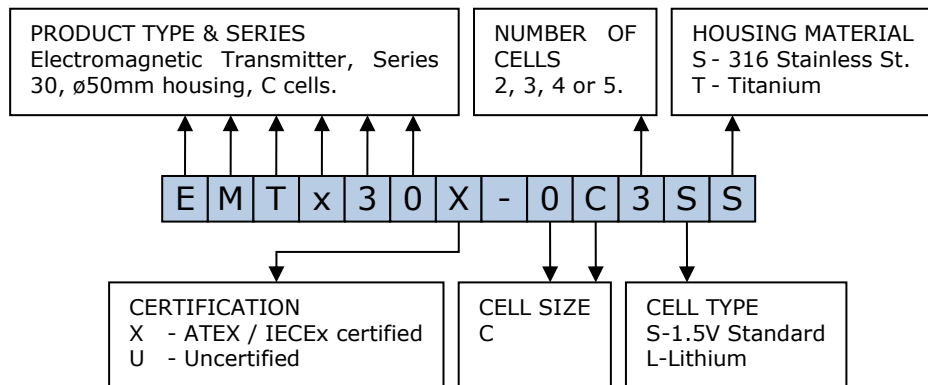 PRODUCT TYPE & SERIES
Electromagnetic Transmitter, Series
30, ø50mm housing, C cells.
NUMBER OF
CELLS
2, 3, 4 or 5.
HOUSING MATERIAL
S - 316 Stainless St.
T - Titanium
E M T x 3 0 X - 0 C 3 S S
CERTIFICATION
X - ATEX / IECEx certified
U - Uncertified
CELL SIZE
C
CELL TYPE
S-1.5V Standard
L-Lithium